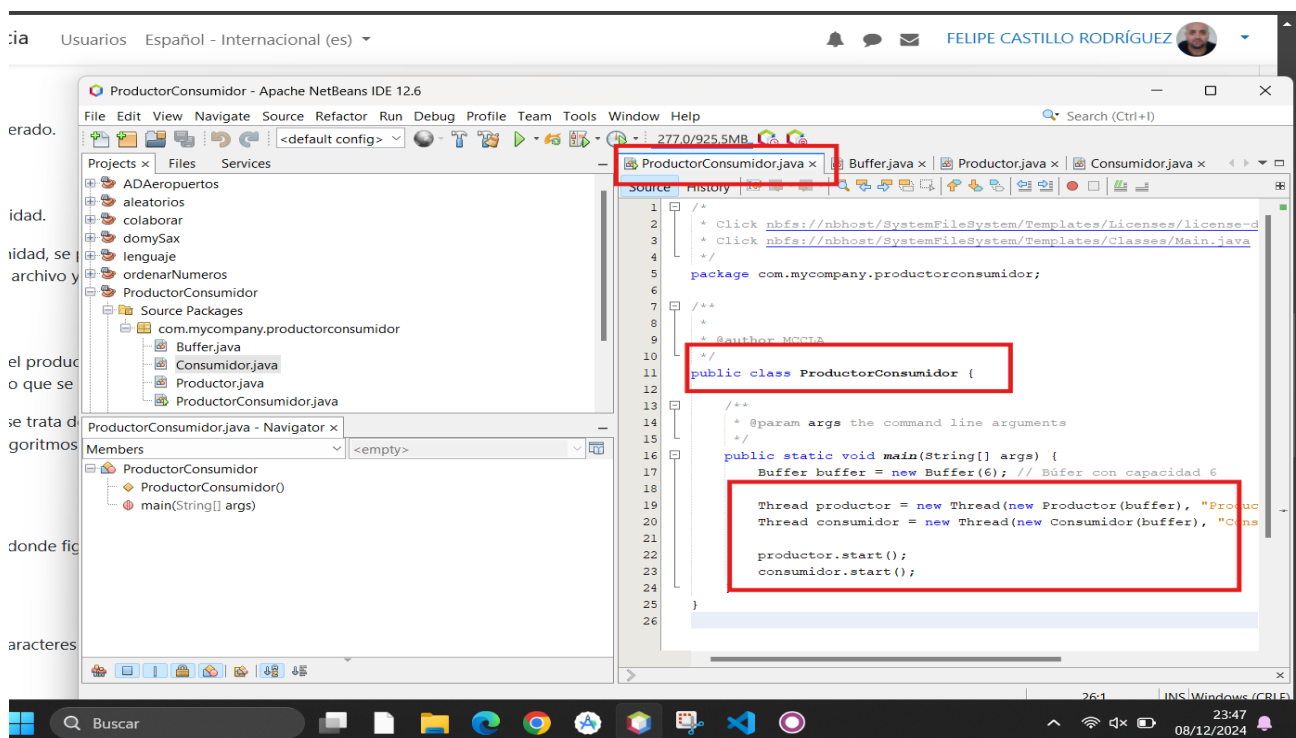 cia Usuarios Español - Internacional (es)
FELIPE CASTILLO RODRÍGUEZ
erado.
idad.
nidad, se p
archivo y
el produc
o que se
se trata d
goritmos
donde fig
aracteres
ProductorConsumidor - Apache NetBeans IDE 12.6
File Edit View Navigate Source Refactor Run Debug Profile Team Tools Window Help
Search (Ctrl+I)
<default config>
277.0/925,5MB
Projects × Files Services
ADAeropuertos
aleatorios
colaborar
domySax
lenguaje
ordenarNumeros
ProductorConsumidor
Source Packages
com.mycompany.productorconsumidor
Buffer.java
Consumidor.java
Productor.java
ProductorConsumidor.java
ProductorConsumidor.java - Navigator ×
Members <empty>
ProductorConsumidor
ProductorConsumidor()
main(String[] args)
ProductorConsumidor.java × Buffer.java × Productor.java × Consumidor.java ×
Source History
1 /*
2 * Click nbfs://nbhost/SystemFileSystem/Templates/Licenses/license-d
3 * Click nbfs://nbhost/SystemFileSystem/Templates/Classes/Main.java
4 */
5 package com.mycompany.productorconsumidor;
6
7 /**
8 *
9 * @author MCCLA
10 */
11 public class ProductorConsumidor {
12
13 /**
14 * @param args the command line arguments
15 */
16 public static void main(String[] args) {
17 Buffer buffer = new Buffer(6); // Búfer con capacidad 6
18
19 Thread productor = new Thread(new Productor(buffer), "Produc
20 Thread consumidor = new Thread(new Consumidor(buffer), "Cons
21
22 productor.start();
23 consumidor.start();
24 }
25 }
26
26:1 INS Windows (CRLF)
Buscar
23:47
08/12/2024